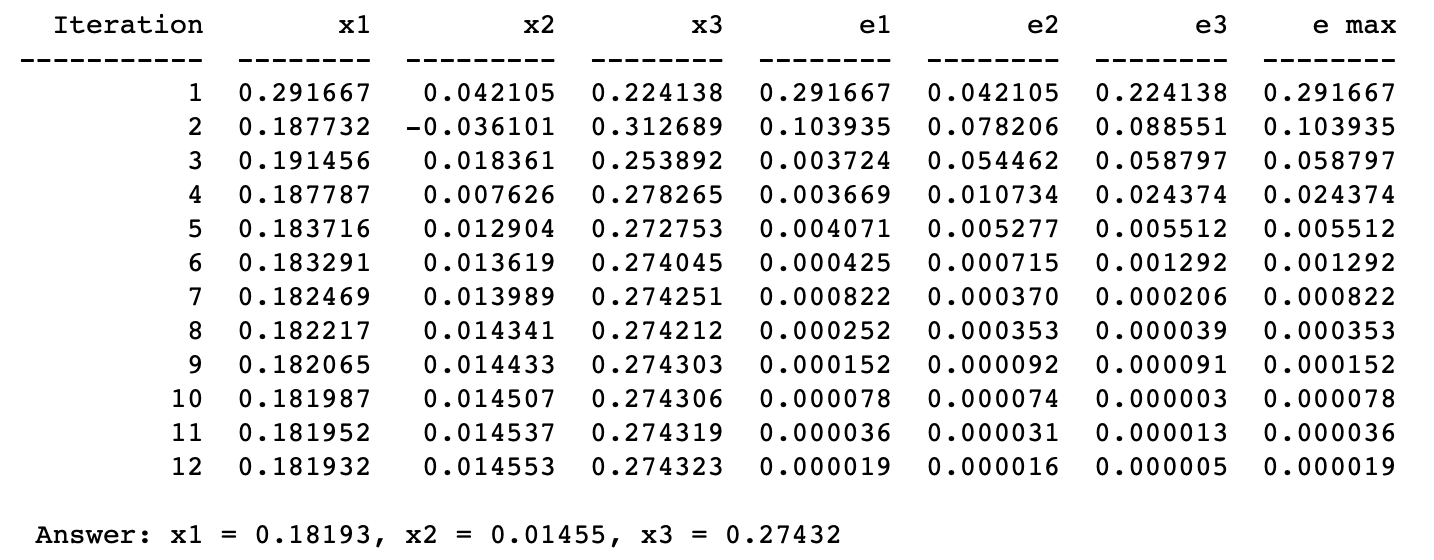 Iteration x1 x2 x3 e1 e2 e3 e max
----------- -------- --------- -------- -------- -------- -------- --------
1 0.291667 0.042105 0.224138 0.291667 0.042105 0.224138 0.291667
2 0.187732 -0.036101 0.312689 0.103935 0.078206 0.088551 0.103935
3 0.191456 0.018361 0.253892 0.003724 0.054462 0.058797 0.058797
4 0.187787 0.007626 0.278265 0.003669 0.010734 0.024374 0.024374
5 0.183716 0.012904 0.272753 0.004071 0.005277 0.005512 0.005512
6 0.183291 0.013619 0.274045 0.000425 0.000715 0.001292 0.001292
7 0.182469 0.013989 0.274251 0.000822 0.000370 0.000206 0.000822
8 0.182217 0.014341 0.274212 0.000252 0.000353 0.000039 0.000353
9 0.182065 0.014433 0.274303 0.000152 0.000092 0.000091 0.000152
10 0.181987 0.014507 0.274306 0.000078 0.000074 0.000003 0.000078
11 0.181952 0.014537 0.274319 0.000036 0.000031 0.000013 0.000036
12 0.181932 0.014553 0.274323 0.000019 0.000016 0.000005 0.000019
Answer: x1 = 0.18193, x2 = 0.01455, x3 = 0.27432